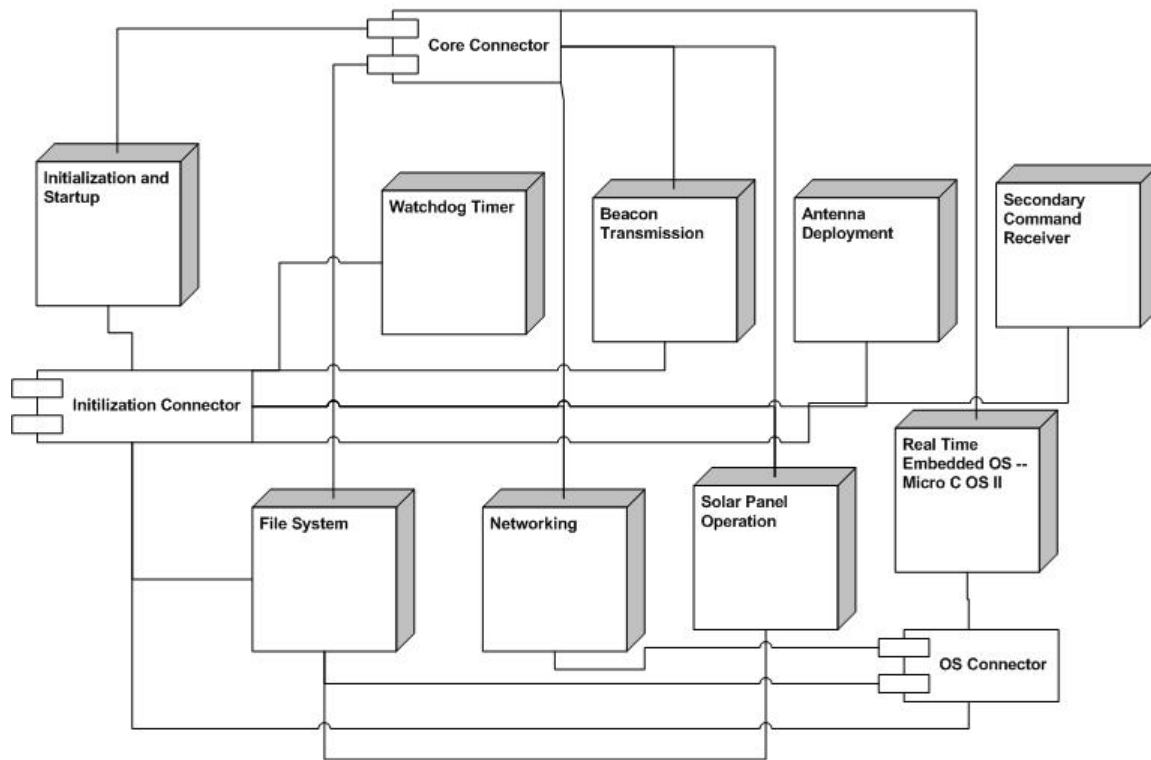 Core Connector
Initialization and
Startup
Watchdog Timer
Beacon
Transmission
Antenna
Deployment
Secondary
Command
Receiver
Initilization Connector
Real Time
Embedded OS --
Micro C OS II
File System
Networking
Solar Panel
Operation
OS Connector